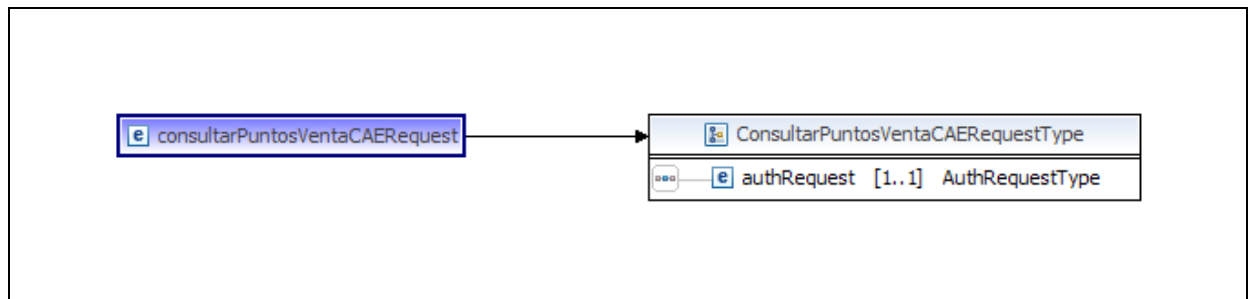 consultarPuntosVentaCAERequest
ConsultarPuntosVentaCAERequestType
authRequest [1..1] AuthRequestType